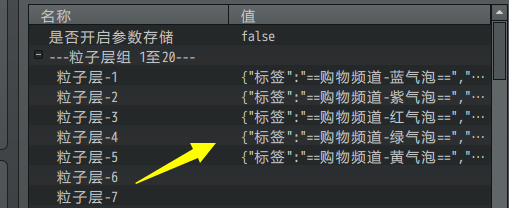 名称 值
是否开启参数存储 false
---粒子层组 1至20---
粒子层-1 {"标签":"==购物频道-蓝气泡==","…
粒子层-2 {"标签":"==购物频道-紫气泡==","…
粒子层-3 {"标签":"==购物频道-红气泡==","…
粒子层-4 {"标签":"==购物频道-绿气泡==","…
粒子层-5 {"标签":"==购物频道-黄气泡==","…
粒子层-6
粒子层-7